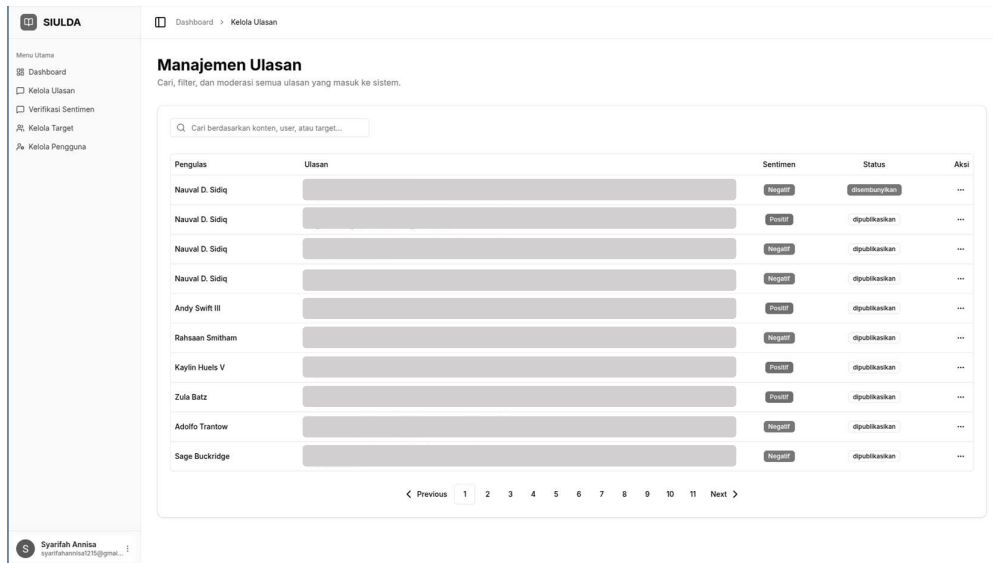 SIULDA
Dashboard > Kelola Ulasan
Menu Utama
Dashboard
Kelola Ulasan
Verifikasi Sentimen
Kelola Target
Kelola Pengguna
Manajemen Ulasan
Cari, filter, dan moderasi semua ulasan yang masuk ke sistem.
Cari berdasarkan konten, user, atau target...
Pengulas Ulasan Sentimen Status Aksi
Nauval D. Sidiq Negatif disembunyikan ...
Nauval D. Sidiq Positif dipublikasikan ...
Nauval D. Sidiq Negatif dipublikasikan ...
Nauval D. Sidiq Negatif dipublikasikan ...
Andy Swift III Positif dipublikasikan ...
Rahsaan Smitham Negatif dipublikasikan ...
Kaylin Huels V Positif dipublikasikan ...
Zula Batz Positif dipublikasikan ...
Adolfo Trantow Negatif dipublikasikan ...
Sage Buckridge Negatif dipublikasikan ...
< Previous 1 2 3 4 5 6 7 8 9 10 11 Next >
S Syarifah Annisa
syarifahannisa1215@gmai...